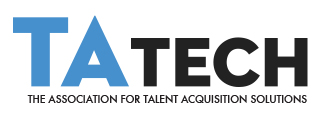 TATECH
THE ASSOCIATION FOR TALENT ACQUISITION SOLUTIONS